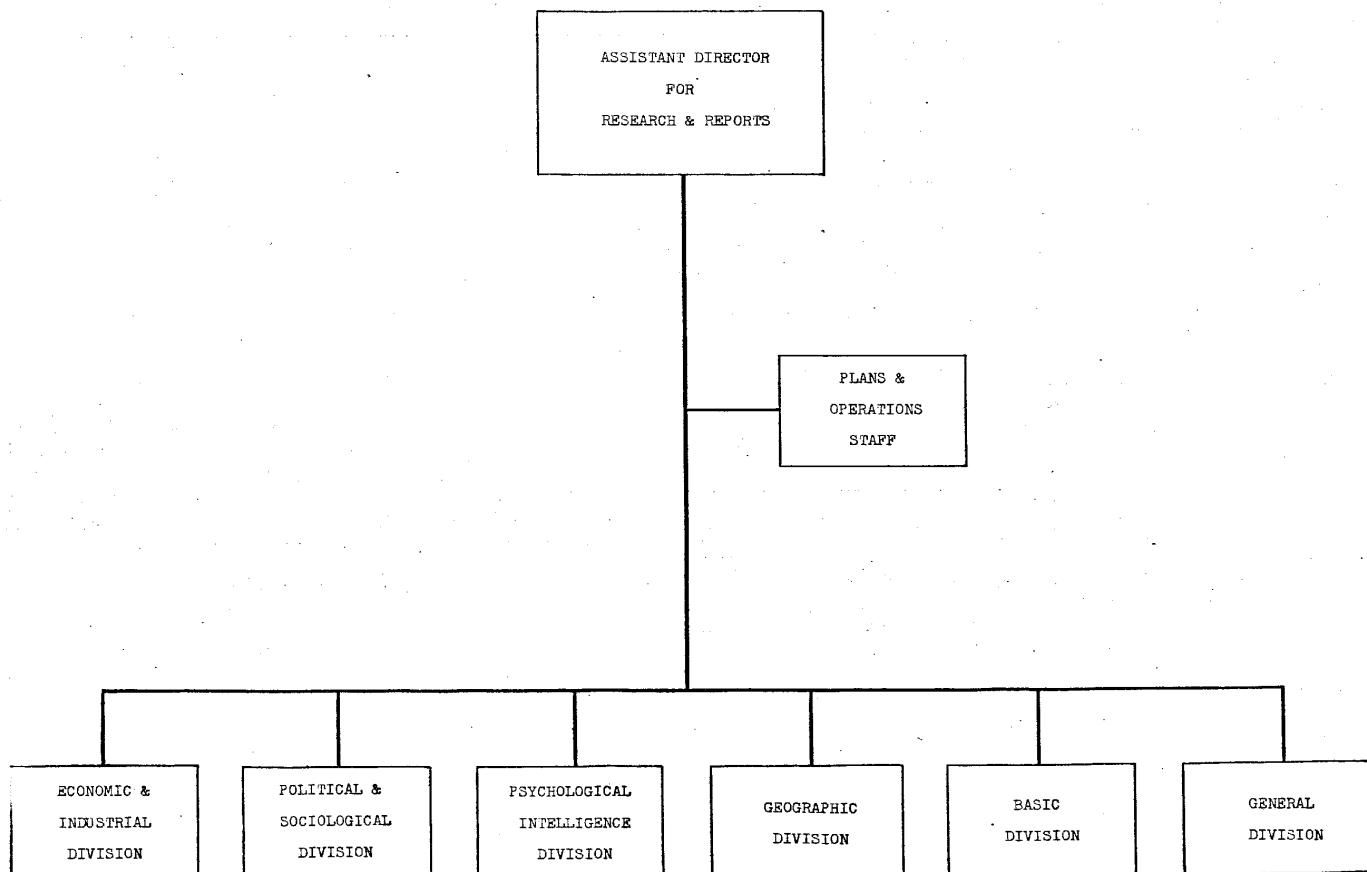 ASSISTANT DIRECTOR
FOR
RESEARCH & REPORTS
PLANS &
OPERATIONS
STAFF
ECONOMIC &
INDUSTRIAL
DIVISION
POLITICAL &
SOCIOLOGICAL
DIVISION
PSYCHOLOGICAL
INTELLIGENCE
DIVISION
GEOGRAPHIC
DIVISION
BASIC
DIVISION
GENERAL
DIVISION